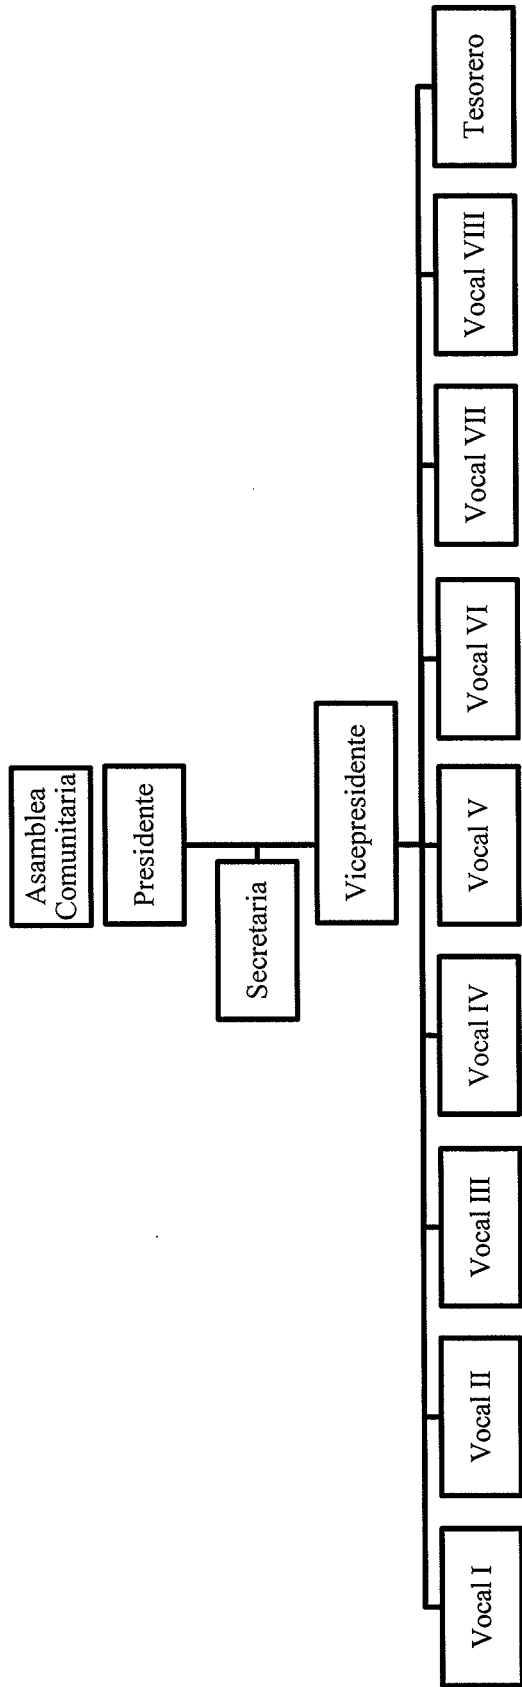 Asamblea
Comunitaria
Presidente
Secretaria
Vicepresidente
Vocal I
Vocal II
Vocal III
Vocal IV
Vocal V
Vocal VI
Vocal VII
Vocal VIII
Tesorero